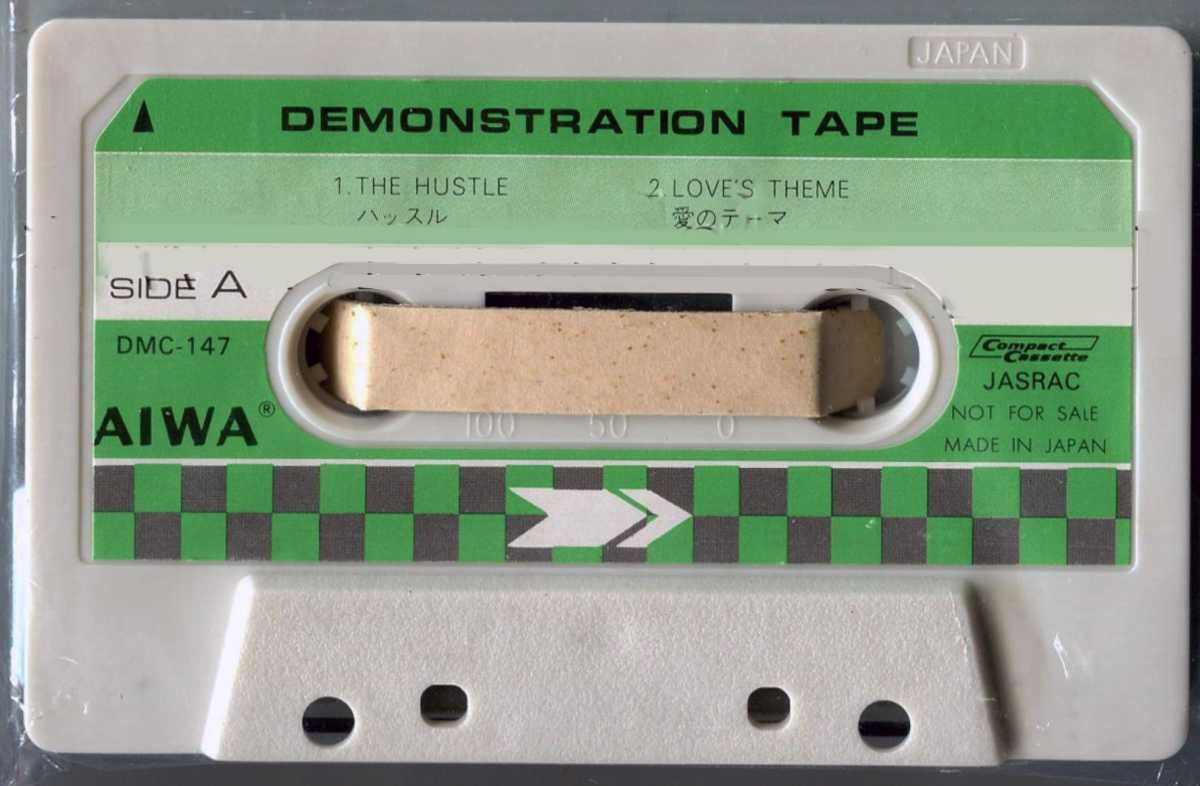 JAPAN
DEMONSTRATION TAPE
1. THE HUSTLE
ハッスル
2. LOVE'S THEME
愛のテーマ
SIDE A
DMC-147
AIWA®
Compact Cassette
JASRAC
NOT FOR SALE
MADE IN JAPAN
100 50 0